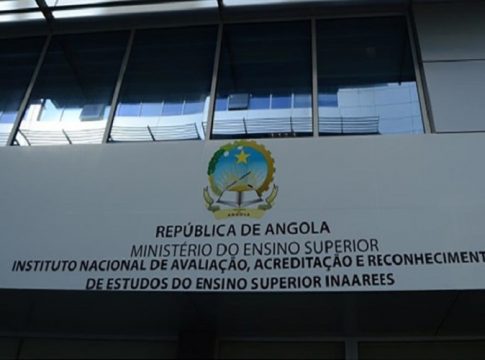 ANGOLA
REPÚBLICA DE ANGOLA
MINISTÉRIO DO ENSINO SUPERIOR
INSTITUTO NACIONAL DE AVALIAÇÃO, ACREDITAÇÃO E RECONHECIMENT
DE ESTUDOS DO ENSINO SUPERIOR INAAREES